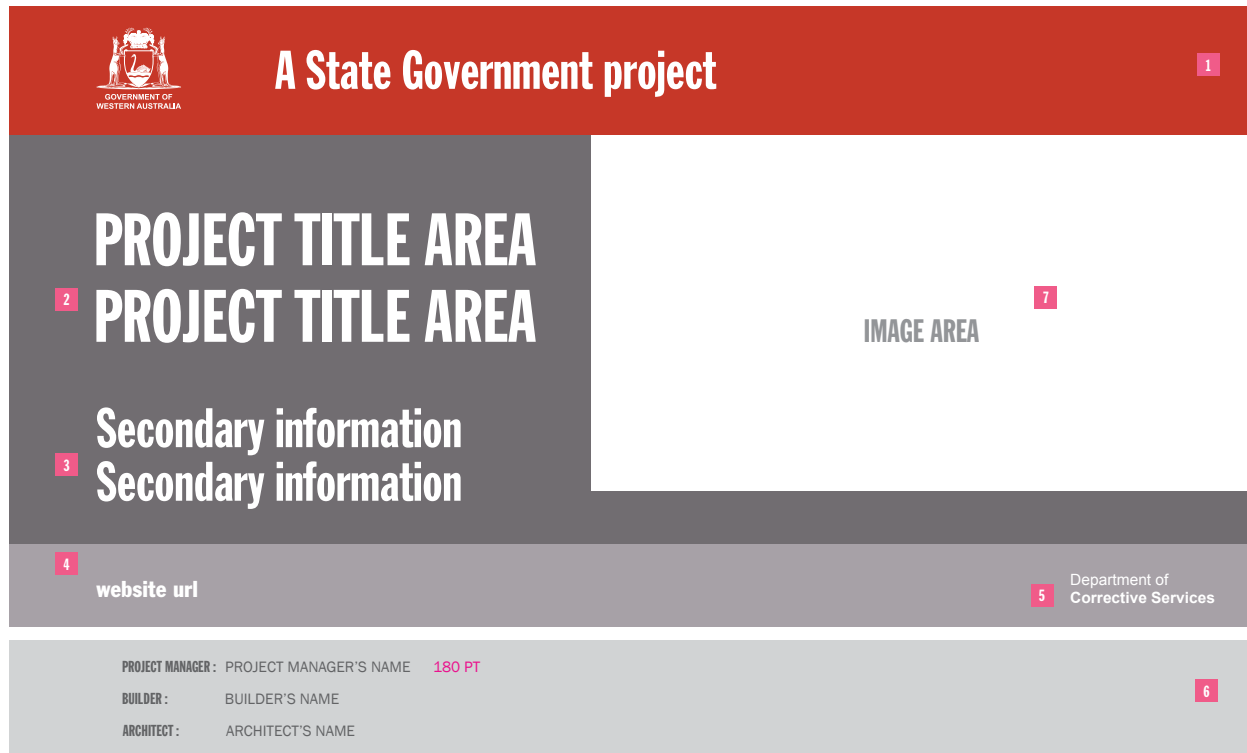 GOVERNMENT OF
WESTERN AUSTRALIA
A State Government project
1
PROJECT TITLE AREA
2
PROJECT TITLE AREA
7
IMAGE AREA
Secondary information
3
Secondary information
4
website url
5
Department of
Corrective Services
PROJECT MANAGER : PROJECT MANAGER'S NAME 180 PT
6
BUILDER : BUILDER'S NAME
ARCHITECT : ARCHITECT'S NAME